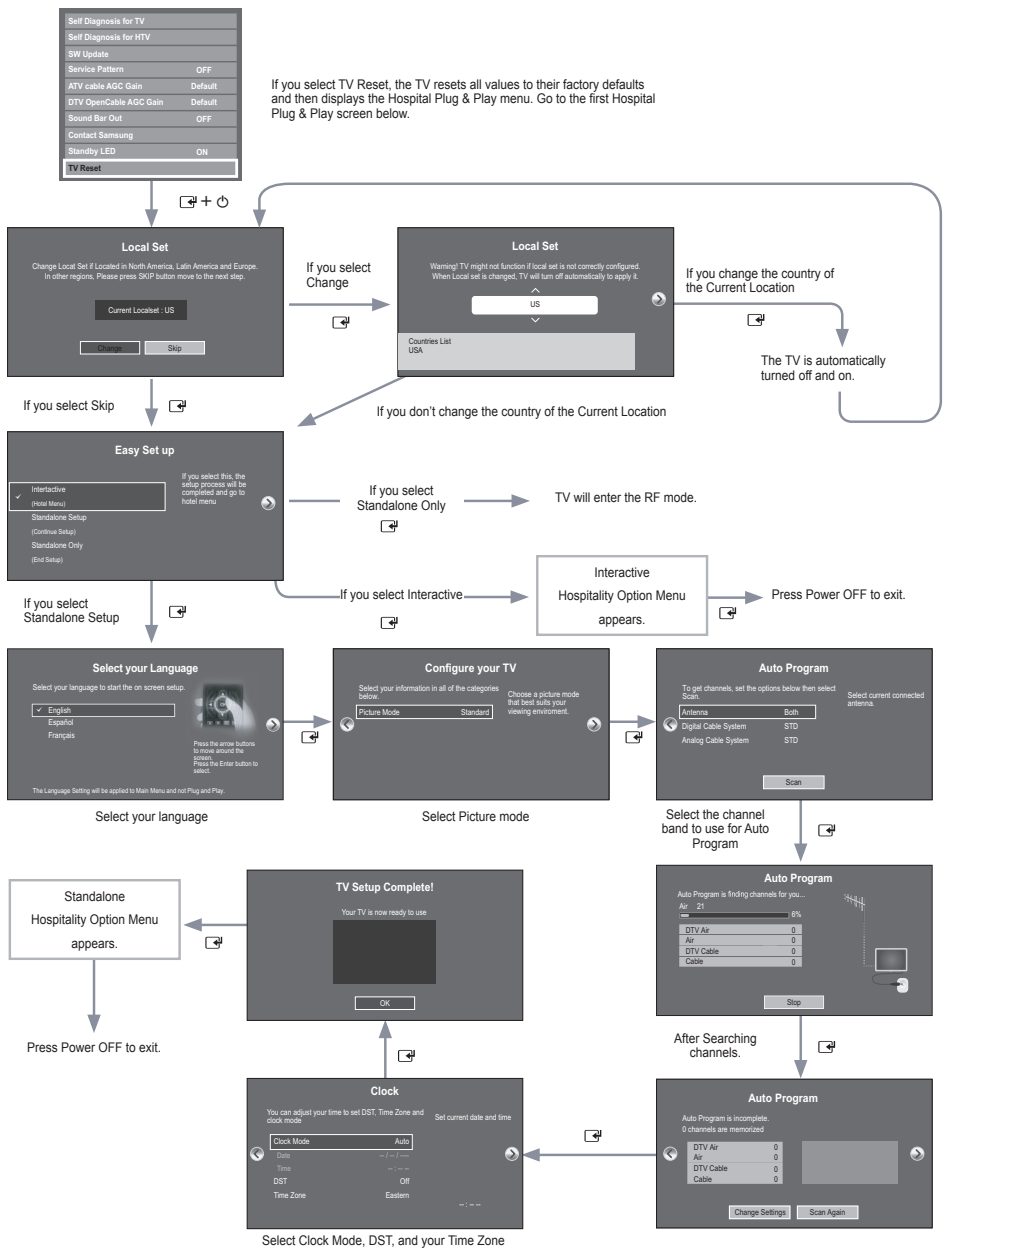 Self Diagnosis for TV
Self Diagnosis for HTV
SW Update
Service Pattern OFF
ATV cable AGC Gain Default
DTV OpenCable AGC Gain Default
Sound Bar Out OFF
Contact Samsung
Standby LED ON
TV Reset
If you select TV Reset, the TV resets all values to their factory defaults
and then displays the Hospital Plug & Play menu. Go to the first Hospital
Plug & Play screen below.
+
Local Set
Change Local Set if Located in North America, Latin America and Europe.
In other regions, Please press SKIP button move to the next step.
Current Localset : US
Change Skip
If you select
Change
Local Set
Warning! TV might not function if local set is not correctly configured.
When Local set is changed, TV will turn off automatically to apply it.
US
Countries List
USA
If you change the country of
the Current Location
The TV is automatically
turned off and on.
If you select Skip
If you don't change the country of the Current Location
Easy Set up
Intertactive
(Hotel Menu)
Standalone Setup
(Continue Setup)
Standalone Only
(End Setup)
If you select this, the
setup process will be
completed and go to
hotel menu
If you select
Standalone Only
TV will enter the RF mode.
If you select
Standalone Setup
If you select Interactive
Interactive
Hospitality Option Menu
appears.
Press Power OFF to exit.
Select your Language
Select your language to start the on screen setup.
English
Español
Français
Press the arrow buttons
to move around the
screen.
Press the Enter button to
select.
The Language Setting will be applied to Main Menu and not Plug and Play.
Select your language
Configure your TV
Select your information in all of the categories
below.
Picture Mode Standard
Choose a picture mode
that best suits your
viewing enviroment.
Select Picture mode
Auto Program
To get channels, set the options below then select
Scan.
Antenna Both
Digital Cable System STD
Analog Cable System STD
Select current connected
antenna.
Scan
Select the channel
band to use for Auto
Program
Auto Program
Auto Program is finding channels for you...
Air 21
6%
DTV Air 0
Air 0
DTV Cable 0
Cable 0
Stop
After Searching
channels.
Auto Program
Auto Program is incomplete.
0 channels are memorized
DTV Air 0
Air 0
DTV Cable 0
Cable 0
Change Settings Scan Again
Clock
You can adjust your time to set DST, Time Zone and
clock mode
Set current date and time
Clock Mode Auto
Date -- / -- / ----
Time -- : -- --
DST Off
Time Zone Eastern
-- : -- --
Select Clock Mode, DST, and your Time Zone
TV Setup Complete!
Your TV is now ready to use
OK
Standalone
Hospitality Option Menu
appears.
Press Power OFF to exit.